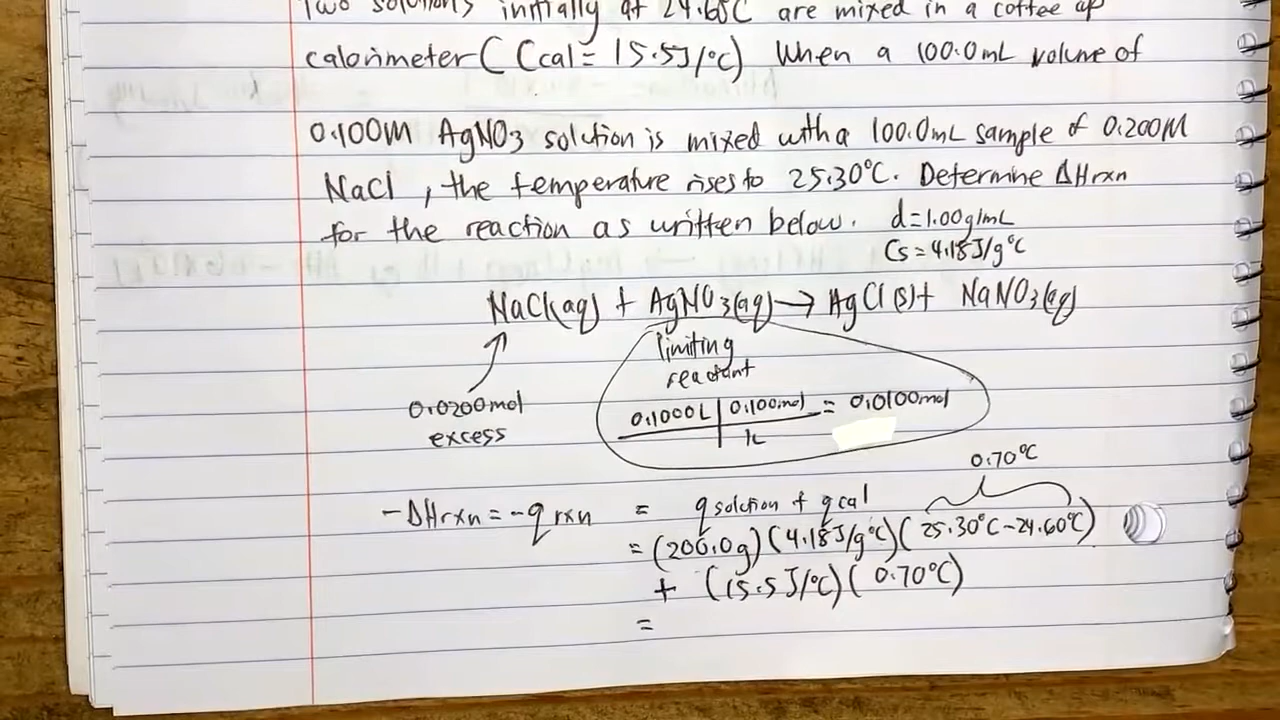 Two solutions initially at 24.60C are mixed in a coffee cup
calorimeter ( Ccal = 15.5J/°C) When a 100.0mL volume of
0.100M AgNO3 solution is mixed with a 100.0mL sample of 0.200M
NaCl , the temperature rises to 25.30°C. Determine ΔHrxn
for the reaction as written below. d=1.00g/mL
Cs = 4.18J/g°C
NaCl(aq) + AgNO3(aq) → AgCl(s)+ NaNO3(aq)
limiting
reactant
0.0200mol
excess
0.1000L | 0.100mol = 0.0100mol
1L
0.70°C
-ΔHrxn = -qrxn = qsolution + qcal
= (200.0g)(4.18J/g°C)(25.30°C-24.60°C)
+ (15.5J/°C)(0.70°C)
=